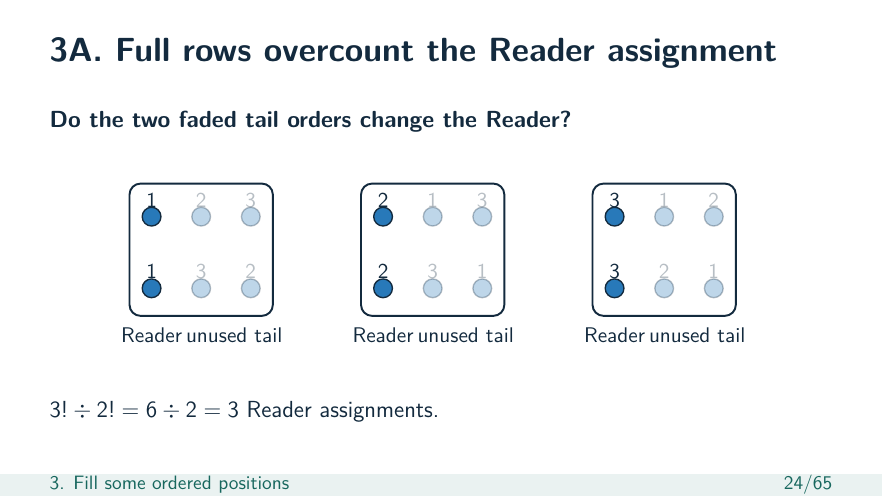 3A. Full rows overcount the Reader assignment
Do the two faded tail orders change the Reader?
1 2 3 2 1 3 3 1 2
1 3 2 2 3 1 3 2 1
Reader unused tail Reader unused tail Reader unused tail
3! ÷ 2! = 6 ÷ 2 = 3 Reader assignments.
3. Fill some ordered positions 24/65